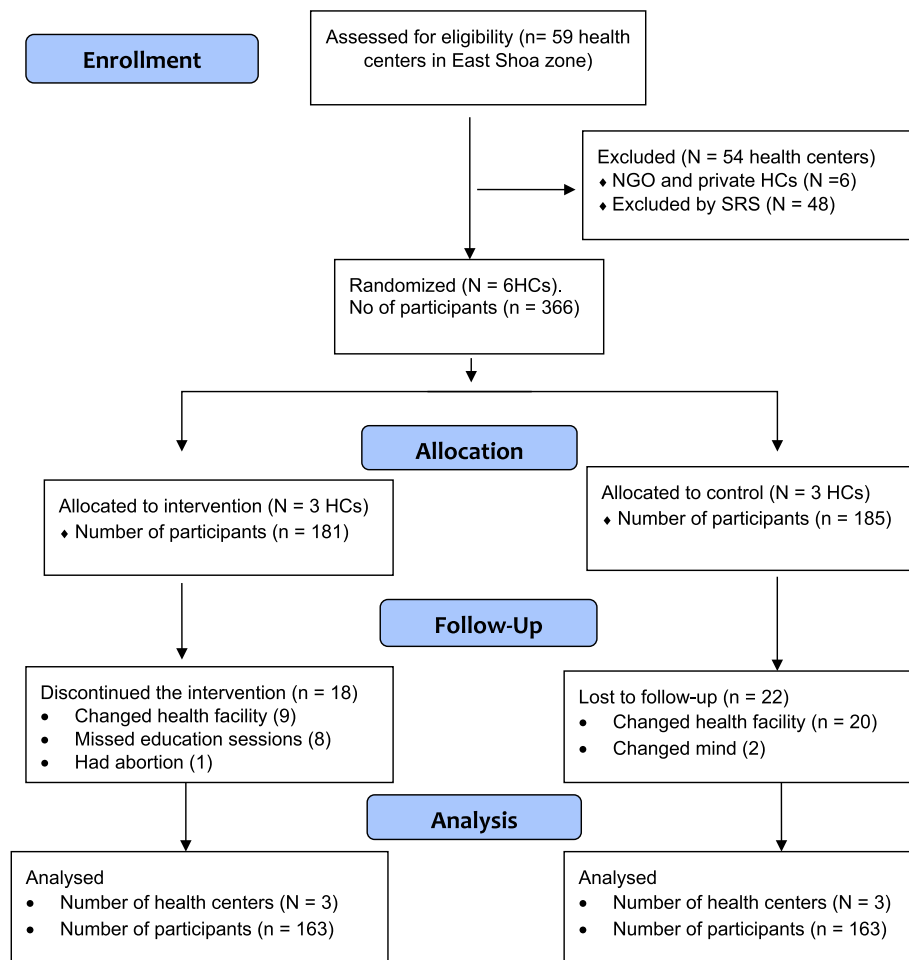 Enrollment
Assessed for eligibility (n= 59 health
centers in East Shoa zone)
Excluded (N = 54 health centers)
♦ NGO and private HCs (N =6)
♦ Excluded by SRS (N = 48)
Randomized (N = 6HCs).
No of participants (n = 366)
Allocation
Allocated to intervention (N = 3 HCs)
♦ Number of participants (n = 181)
Allocated to control (N = 3 HCs)
♦ Number of participants (n = 185)
Follow-Up
Discontinued the intervention (n = 18)
• Changed health facility (9)
• Missed education sessions (8)
• Had abortion (1)
Lost to follow-up (n = 22)
• Changed health facility (n = 20)
• Changed mind (2)
Analysis
Analysed
• Number of health centers (N = 3)
• Number of participants (n = 163)
Analysed
• Number of health centers (N = 3)
• Number of participants (n = 163)